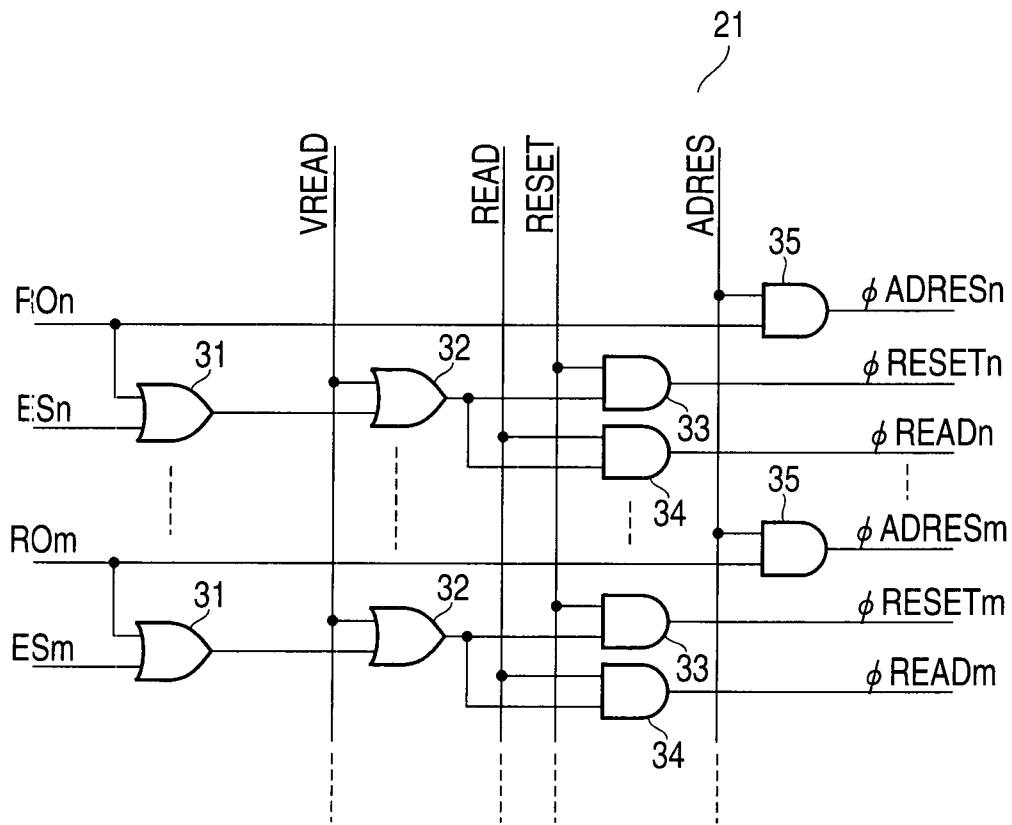 21
VREAD
READ
RESET
ADRES
35
ROn
φ ADRESn
31
32
φ RESETn
ESn
33
φ READn
34
35
ROm
φ ADRESm
31
32
φ RESETm
ESm
33
φ READm
34